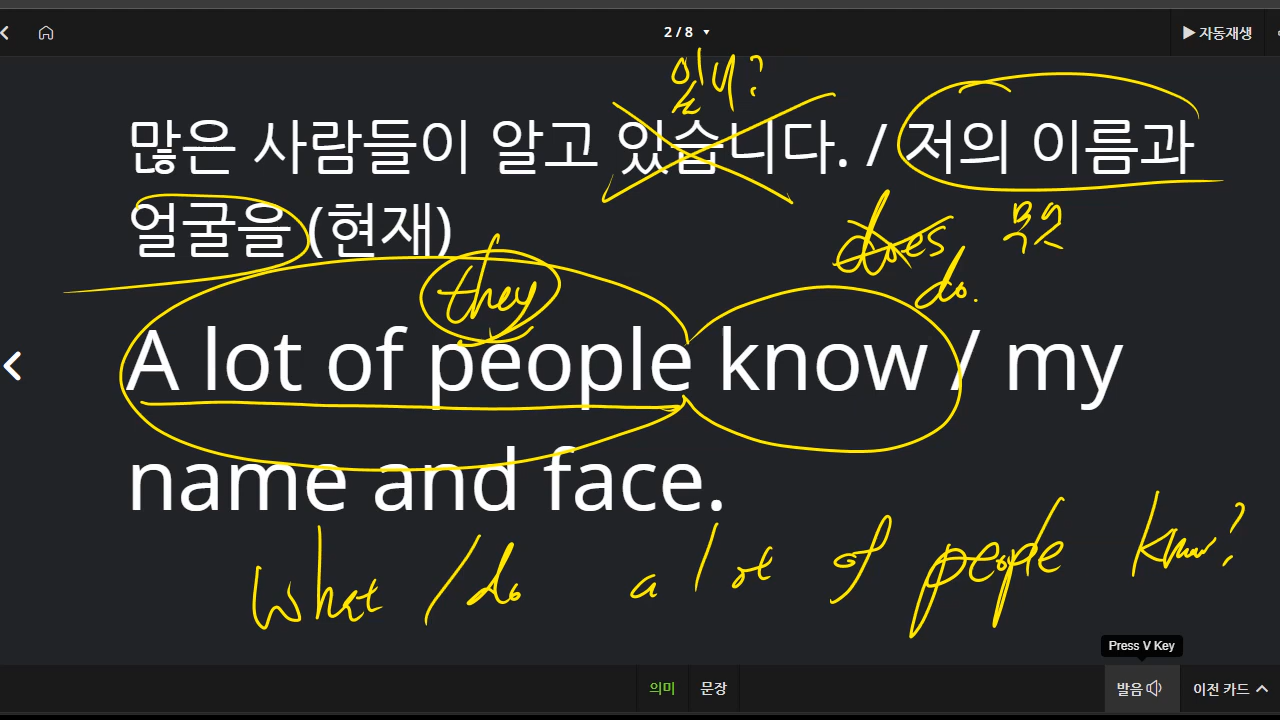 2 / 8
자동재생
있니?
많은 사람들이 알고 있습니다. / 저의 이름과
얼굴을 (현재)
does
무엇
do.
they
A lot of people know / my
name and face.
What / do a lot of people know?
Press V Key
의미
문장
발음
이전 카드